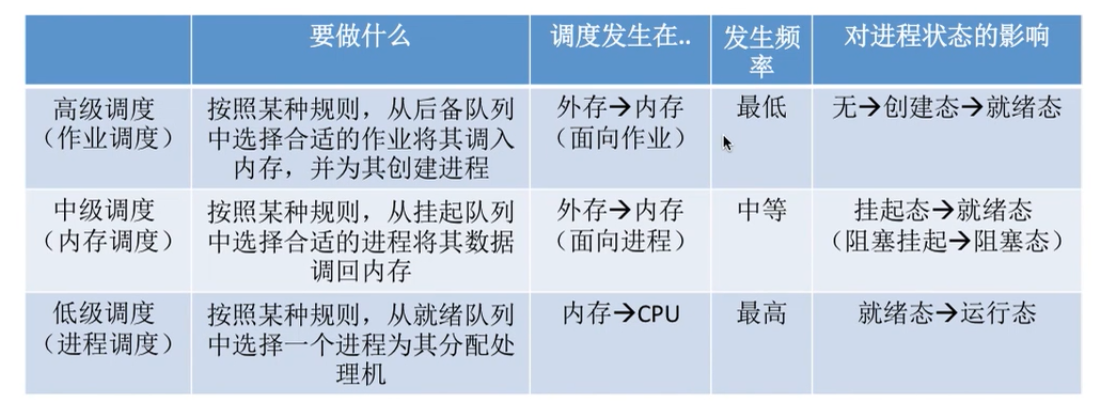 要做什么
调度发生在..
发生频
率
对进程状态的影响
高级调度
（作业调度）
按照某种规则，从后备队列
中选择合适的作业将其调入
内存，并为其创建进程
外存→内存
（面向作业）
最低
无→创建态→就绪态
中级调度
（内存调度）
按照某种规则，从挂起队列
中选择合适的进程将其数据
调回内存
外存→内存
（面向进程）
中等
挂起态→就绪态
（阻塞挂起→阻塞态）
低级调度
（进程调度）
按照某种规则，从就绪队列
中选择一个进程为其分配处
理机
内存→CPU
最高
就绪态→运行态